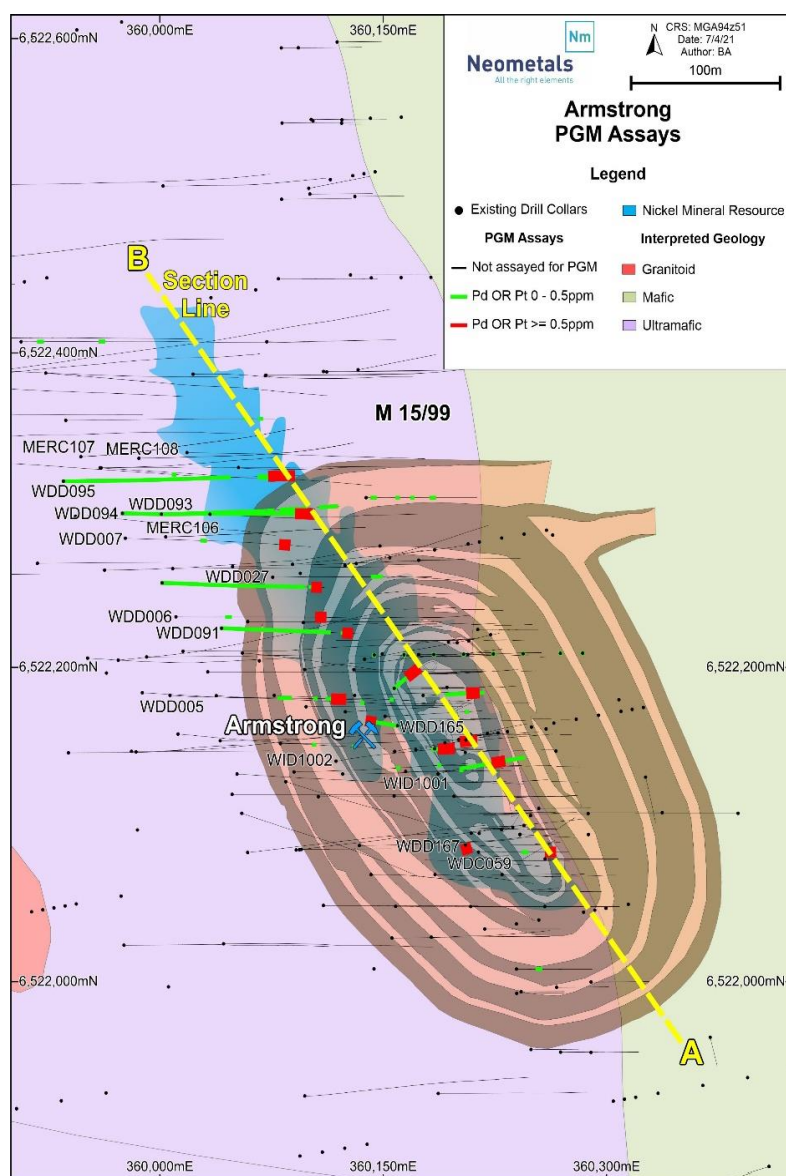 360,000mE
360,150mE
6,522,600mN
Nm
Neometals
All the right elements
N
CRS: MGA94z51
Date: 7/4/21
Author: BA
100m
Armstrong
PGM Assays
Legend
Existing Drill Collars
Nickel Mineral Resource
PGM Assays
Interpreted Geology
Not assayed for PGM
Granitoid
Pd OR Pt 0 - 0.5ppm
Mafic
Pd OR Pt >= 0.5ppm
Ultramafic
B
Section
Line
6,522,400mN
M 15/99
MERC107
MERC108
WDD095
WDD093
WDD094
MERC106
WDD007
WDD027
WDD006
WDD091
6,522,200mN
6,522,200mN
WDD005
Armstrong
WDD165
WID1002
WID1001
WDD167
WDC059
6,522,000mN
6,522,000mN
A
360,000mE
360,150mE
360,300mE